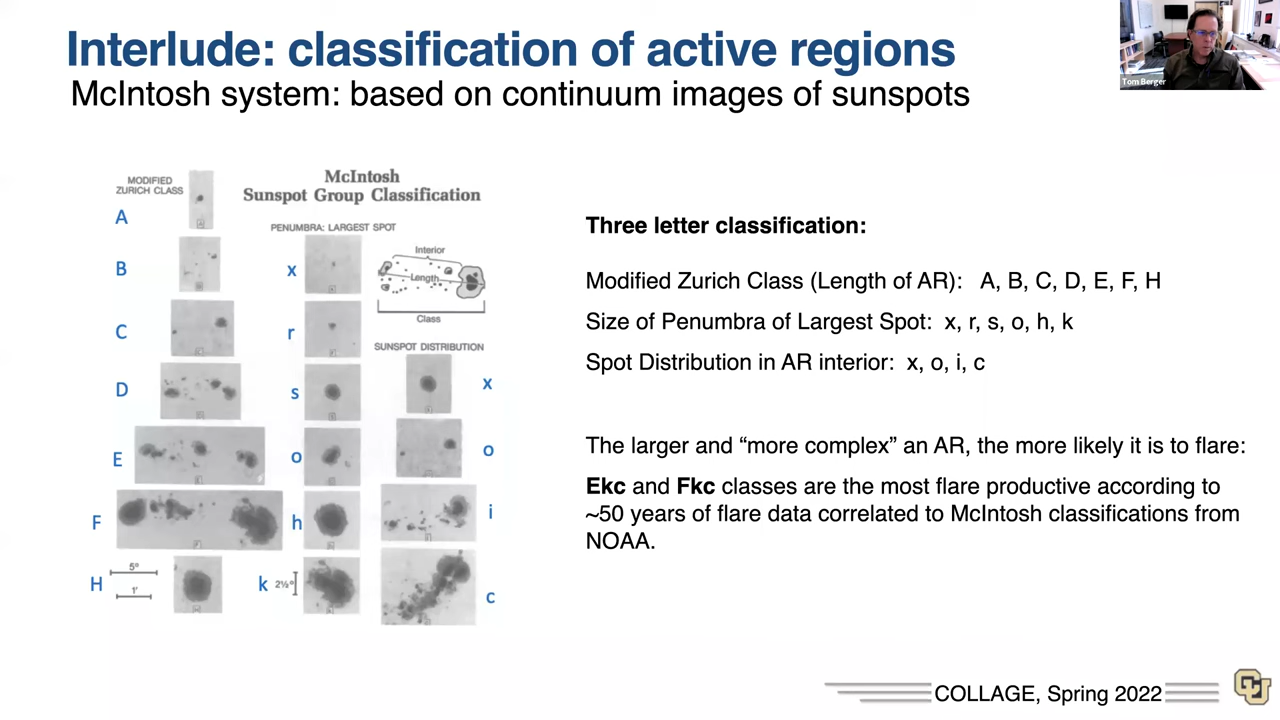 Interlude: classification of active regions
McIntosh system: based on continuum images of sunspots
Tom Berger
MODIFIED
ZURICH CLASS
A
B
C
D
E
F
H
5°
1'
McIntosh
Sunspot Group Classification
PENUMBRA: LARGEST SPOT
x
r
s
o
h
k
2½°
Interior
Length
Class
SUNSPOT DISTRIBUTION
x
o
i
c
Three letter classification:
Modified Zurich Class (Length of AR): A, B, C, D, E, F, H
Size of Penumbra of Largest Spot: x, r, s, o, h, k
Spot Distribution in AR interior: x, o, i, c
The larger and “more complex” an AR, the more likely it is to flare:
Ekc and Fkc classes are the most flare productive according to
~50 years of flare data correlated to McIntosh classifications from
NOAA.
COLLAGE, Spring 2022
CU